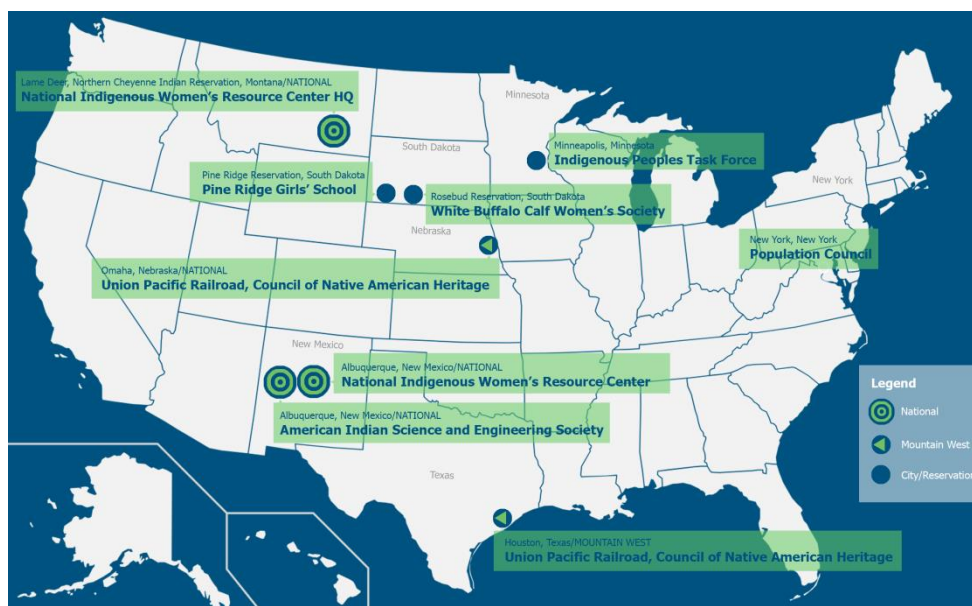 Minnesota
Lame Deer, Northern Cheyenne Indian Reservation, Montana/NATIONAL
National Indigenous Women's Resource Center HQ
South Dakota
Minneapolis, Minnesota
Indigenous Peoples Task Force
Pine Ridge Reservation, South Dakota
Pine Ridge Girls' School
New York
Rosebud Reservation, South Dakota
White Buffalo Calf Women's Society
Nebraska
New York, New York
Population Council
Omaha, Nebraska/NATIONAL
Union Pacific Railroad, Council of Native American Heritage
New Mexico
Albuquerque, New Mexico/NATIONAL
National Indigenous Women's Resource Center
Albuquerque, New Mexico/NATIONAL
American Indian Science and Engineering Society
Legend
National
Mountain West
City/Reservation
Texas
Houston, Texas/MOUNTAIN WEST
Union Pacific Railroad, Council of Native American Heritage